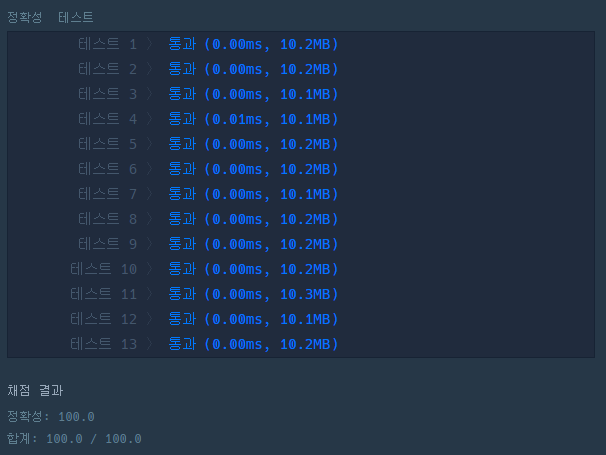 정확성 테스트
테스트 1 〉 통과 (0.00ms, 10.2MB)
테스트 2 〉 통과 (0.00ms, 10.2MB)
테스트 3 〉 통과 (0.00ms, 10.1MB)
테스트 4 〉 통과 (0.01ms, 10.1MB)
테스트 5 〉 통과 (0.00ms, 10.2MB)
테스트 6 〉 통과 (0.00ms, 10.2MB)
테스트 7 〉 통과 (0.00ms, 10.1MB)
테스트 8 〉 통과 (0.00ms, 10.2MB)
테스트 9 〉 통과 (0.00ms, 10.2MB)
테스트 10 〉 통과 (0.00ms, 10.2MB)
테스트 11 〉 통과 (0.00ms, 10.3MB)
테스트 12 〉 통과 (0.00ms, 10.1MB)
테스트 13 〉 통과 (0.00ms, 10.2MB)
채점 결과
정확성: 100.0
합계: 100.0 / 100.0